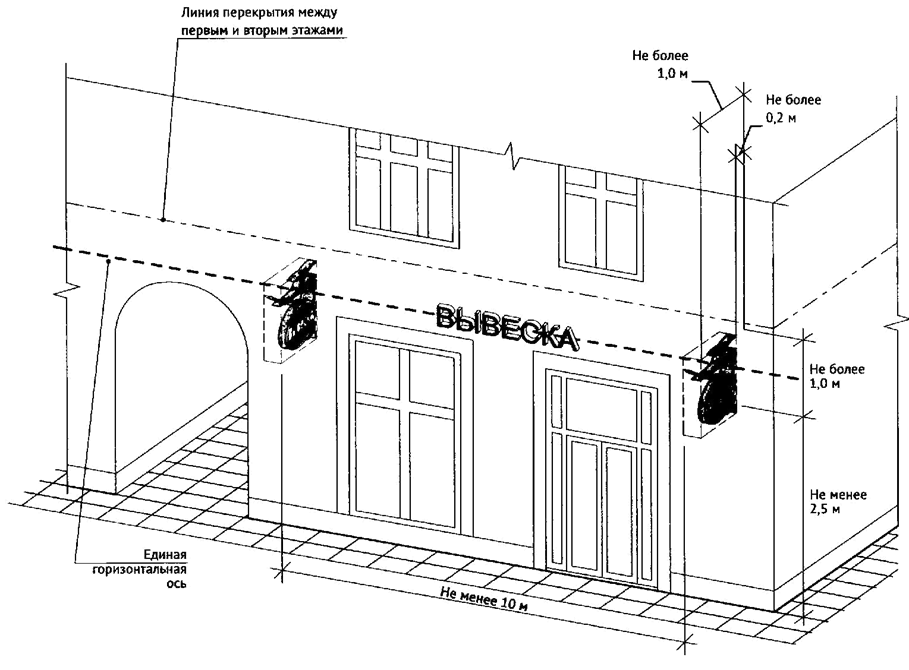 Линия перекрытия между
первым и вторым этажами
Не более
1,0 м
Не более
0,2 м
ВЫВЕСКА
Не более
1,0 м
Не менее
2,5 м
Единая
горизонтальная
ось
Не менее 10 м